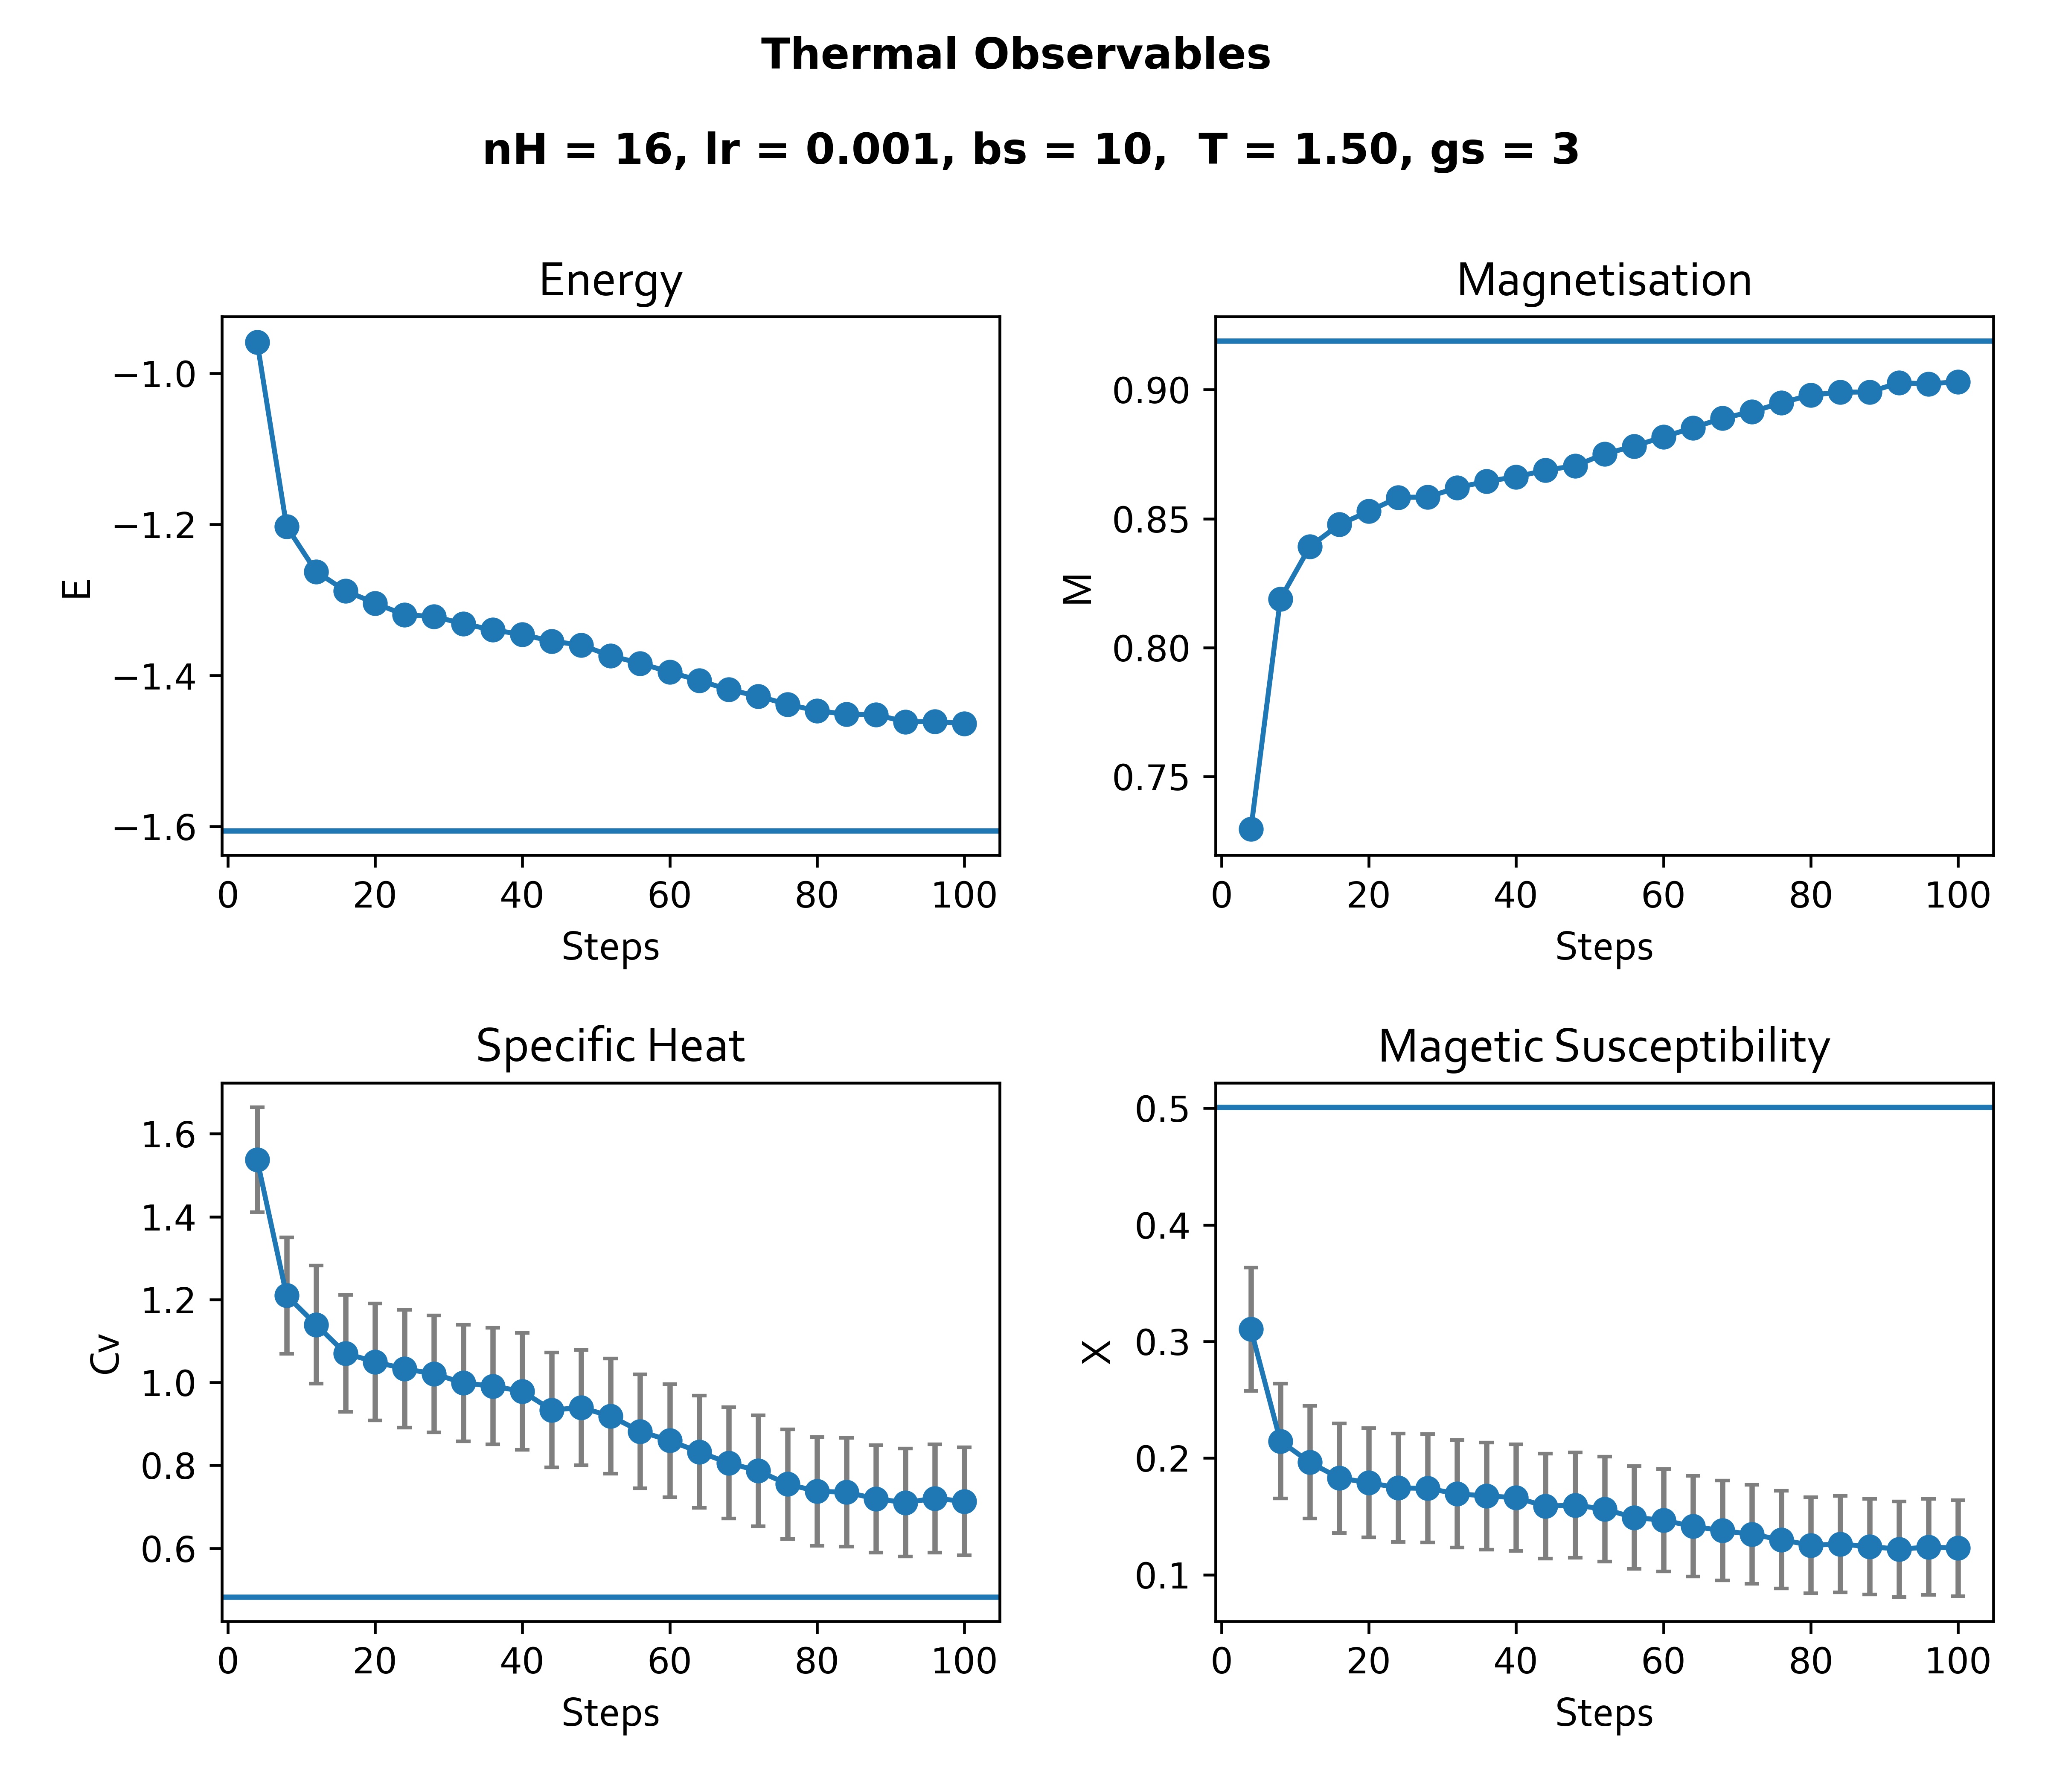 Thermal Observables
nH = 16, lr = 0.001, bs = 10,  T = 1.50, gs = 3
Energy
−1.0
−1.2
−1.4
−1.6
E
0 20 40 60 80 100
Steps
Magnetisation
0.90
0.85
0.80
0.75
M
0 20 40 60 80 100
Steps
Specific Heat
1.6
1.4
1.2
1.0
0.8
0.6
Cv
0 20 40 60 80 100
Steps
Magetic Susceptibility
0.5
0.4
0.3
0.2
0.1
X
0 20 40 60 80 100
Steps